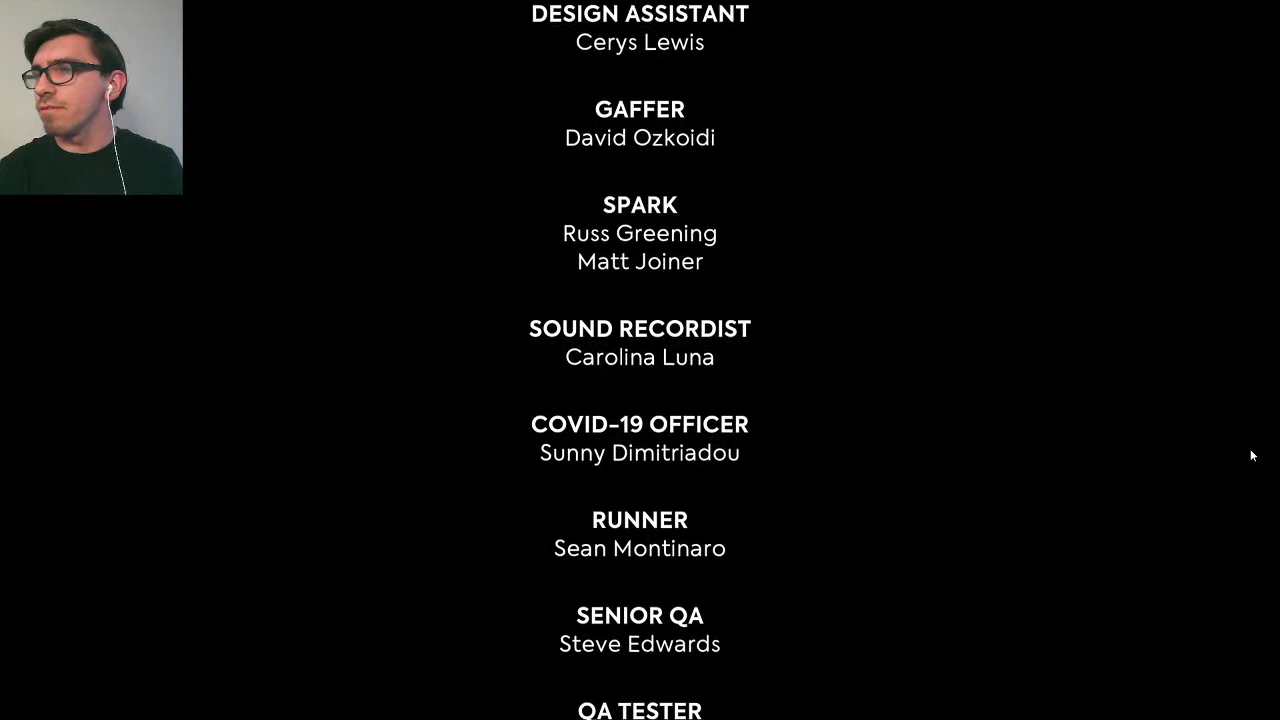 DESIGN ASSISTANT
Cerys Lewis
GAFFER
David Ozkoidi
SPARK
Russ Greening
Matt Joiner
SOUND RECORDIST
Carolina Luna
COVID-19 OFFICER
Sunny Dimitriadou
RUNNER
Sean Montinaro
SENIOR QA
Steve Edwards
QA TESTER